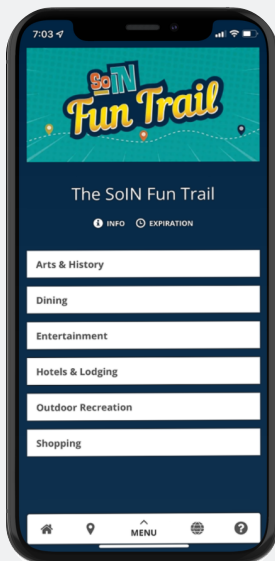 7:03
SoIN
Fun Trail
The SoIN Fun Trail
INFO EXPIRATION
Arts & History
Dining
Entertainment
Hotels & Lodging
Outdoor Recreation
Shopping
MENU